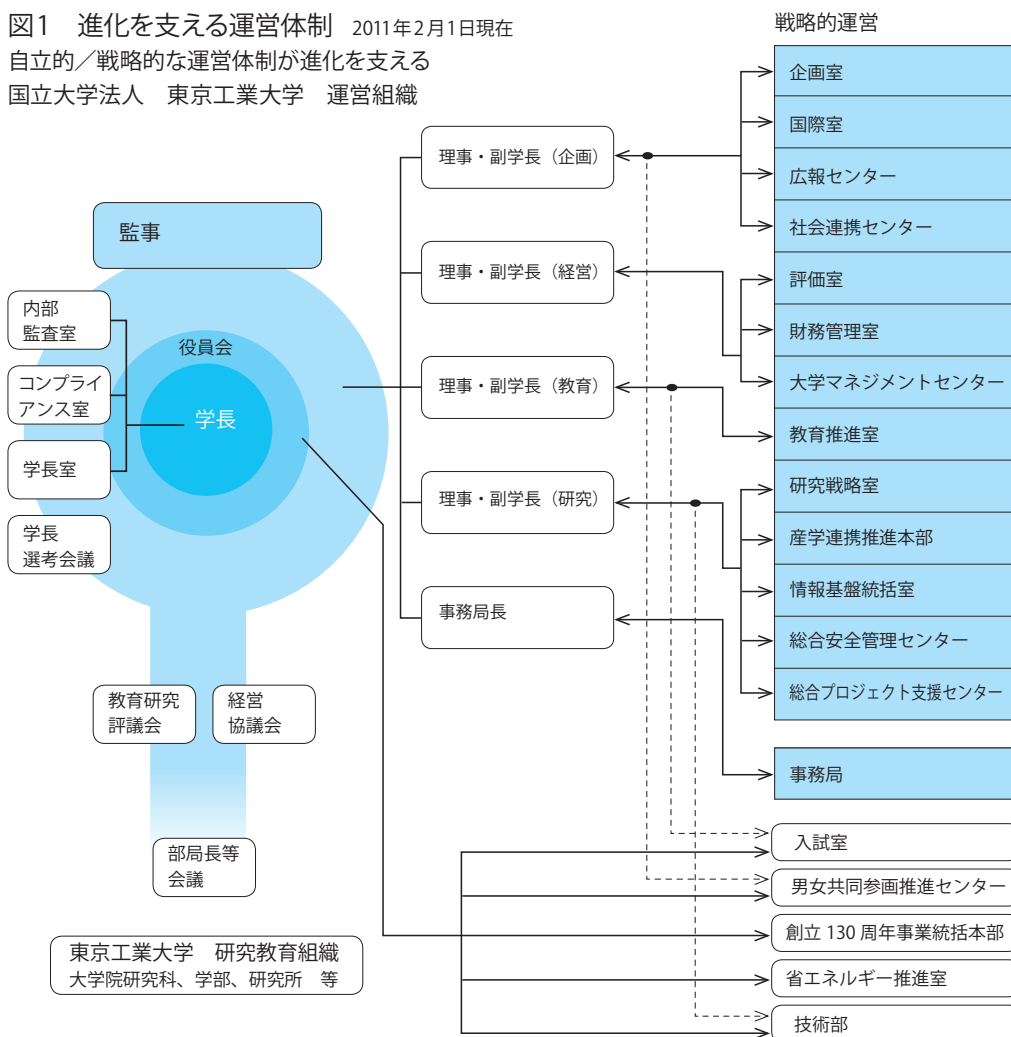 図1　進化を支える運営体制　2011年2月1日現在
自立的／戦略的な運営体制が進化を支える
国立大学法人　東京工業大学　運営組織
監事
内部
監査室
コンプライ
アンス室
学長室
学長
選考会議
役員会
学長
教育研究
評議会
経営
協議会
部局長等
会議
東京工業大学　研究教育組織
大学院研究科、学部、研究所　等
理事・副学長（企画）
理事・副学長（経営）
理事・副学長（教育）
理事・副学長（研究）
事務局長
戦略的運営
企画室
国際室
広報センター
社会連携センター
評価室
財務管理室
大学マネジメントセンター
教育推進室
研究戦略室
産学連携推進本部
情報基盤統括室
総合安全管理センター
総合プロジェクト支援センター
事務局
入試室
男女共同参画推進センター
創立 130 周年事業統括本部
省エネルギー推進室
技術部